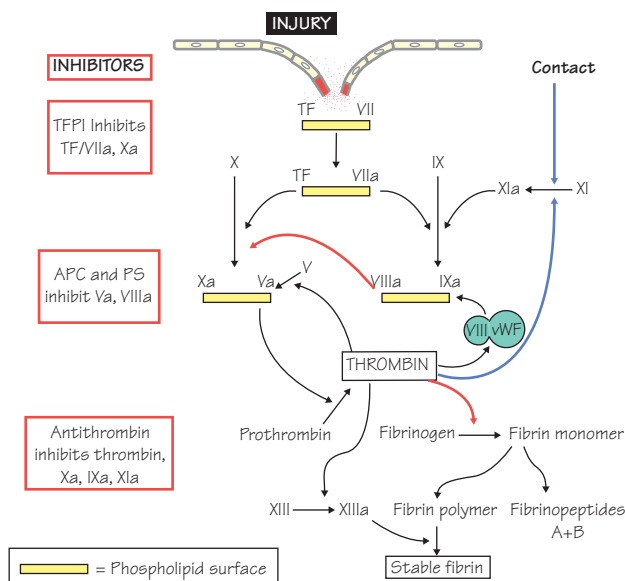 INJURY
INHIBITORS
Contact
TFPI Inhibits
TF/VIIa, Xa
TF VII
X
TF VIIa
IX
XIa XI
APC and PS
inhibit Va, VIIIa
Xa Va V
VIIIa IXa
VIII vWF
THROMBIN
Antithrombin
inhibits thrombin,
Xa, IXa, XIa
Prothrombin
Fibrinogen
Fibrin monomer
XIII XIIIa
Fibrin polymer
Fibrinopeptides
A+B
Stable fibrin
= Phospholipid surface